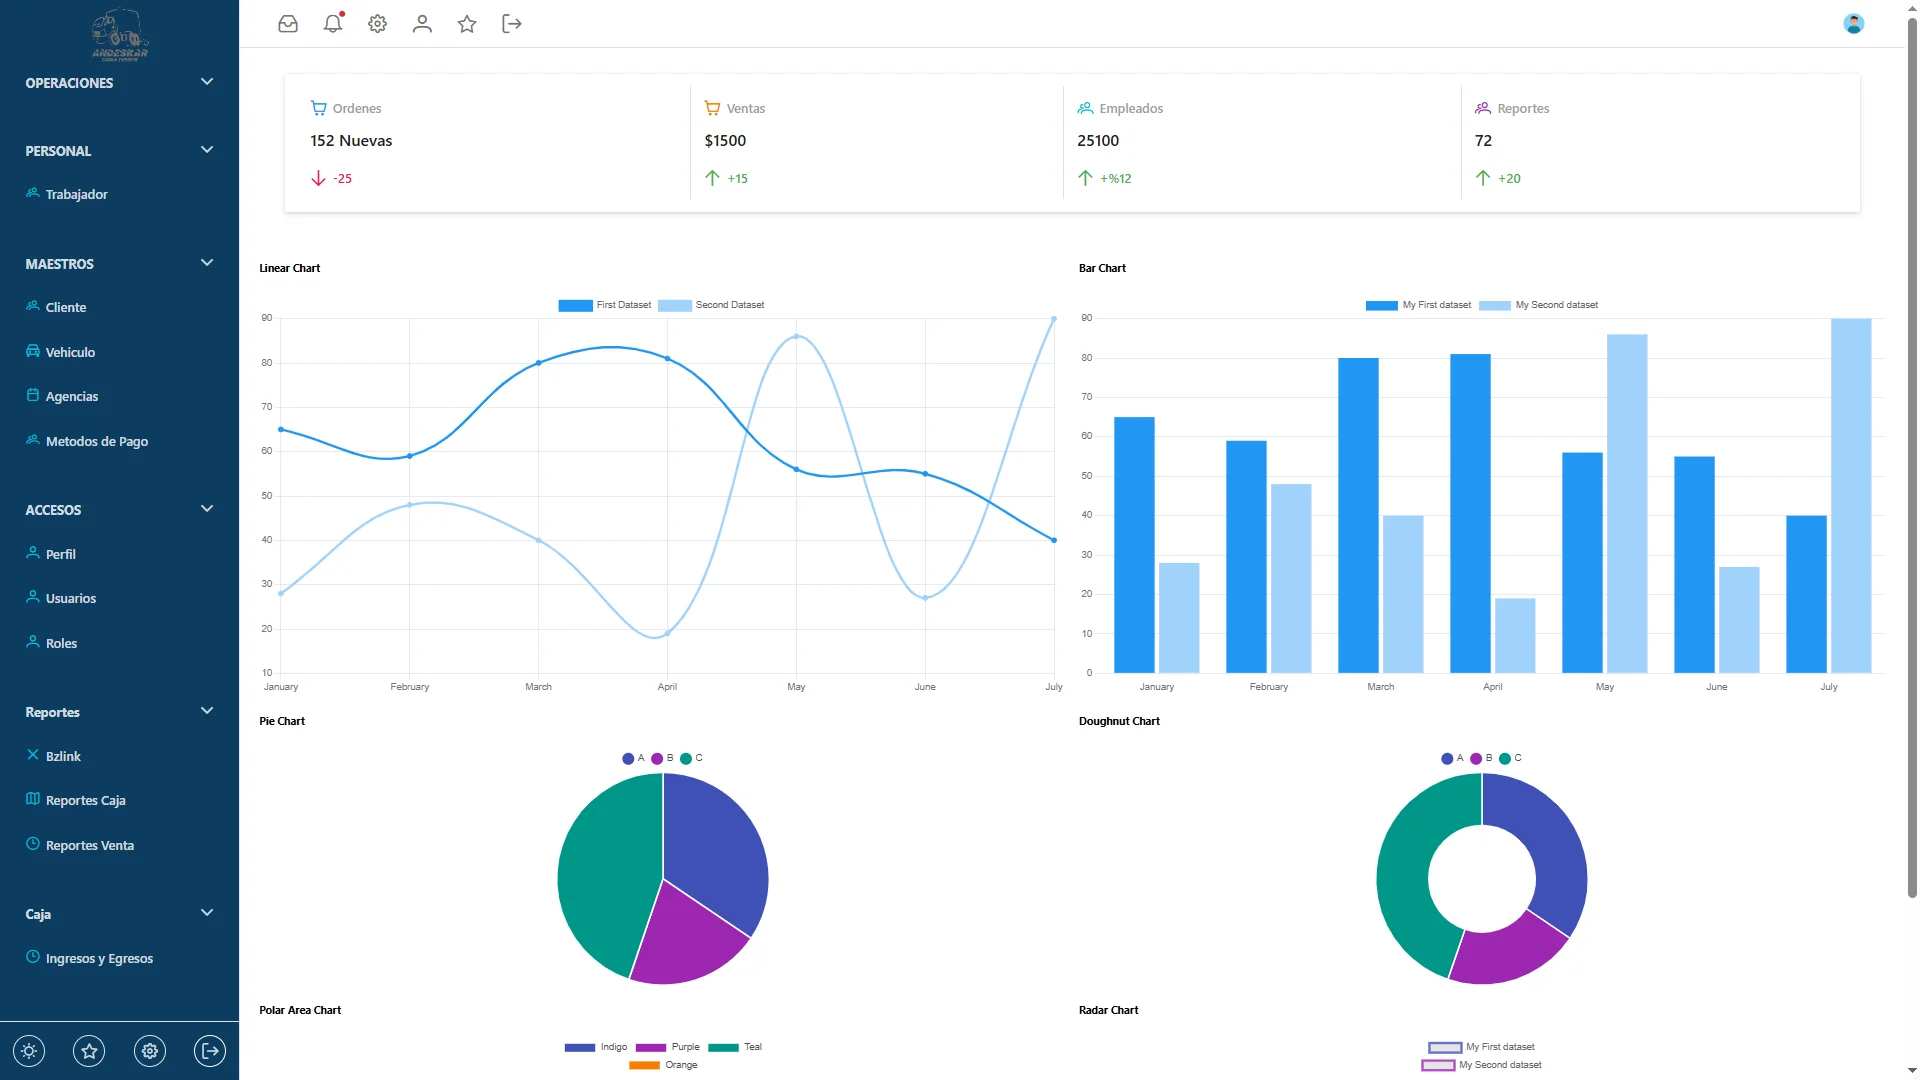 ANDESKAR
CARGA EXPRESS
OPERACIONES
PERSONAL
Trabajador
MAESTROS
Cliente
Vehiculo
Agencias
Metodos de Pago
ACCESOS
Perfil
Usuarios
Roles
Reportes
Bzlink
Reportes Caja
Reportes Venta
Caja
Ingresos y Egresos
Ordenes
152 Nuevas
-25
Ventas
$1500
+15
Empleados
25100
+%12
Reportes
72
+20
Linear Chart
First Dataset Second Dataset
90
80
70
60
50
40
30
20
10
January February March April May June July
Bar Chart
My First dataset My Second dataset
90
80
70
60
50
40
30
20
10
0
January February March April May June July
Pie Chart
A B C
Doughnut Chart
A B C
Polar Area Chart
Indigo Purple Teal
Orange
Radar Chart
My First dataset
My Second dataset